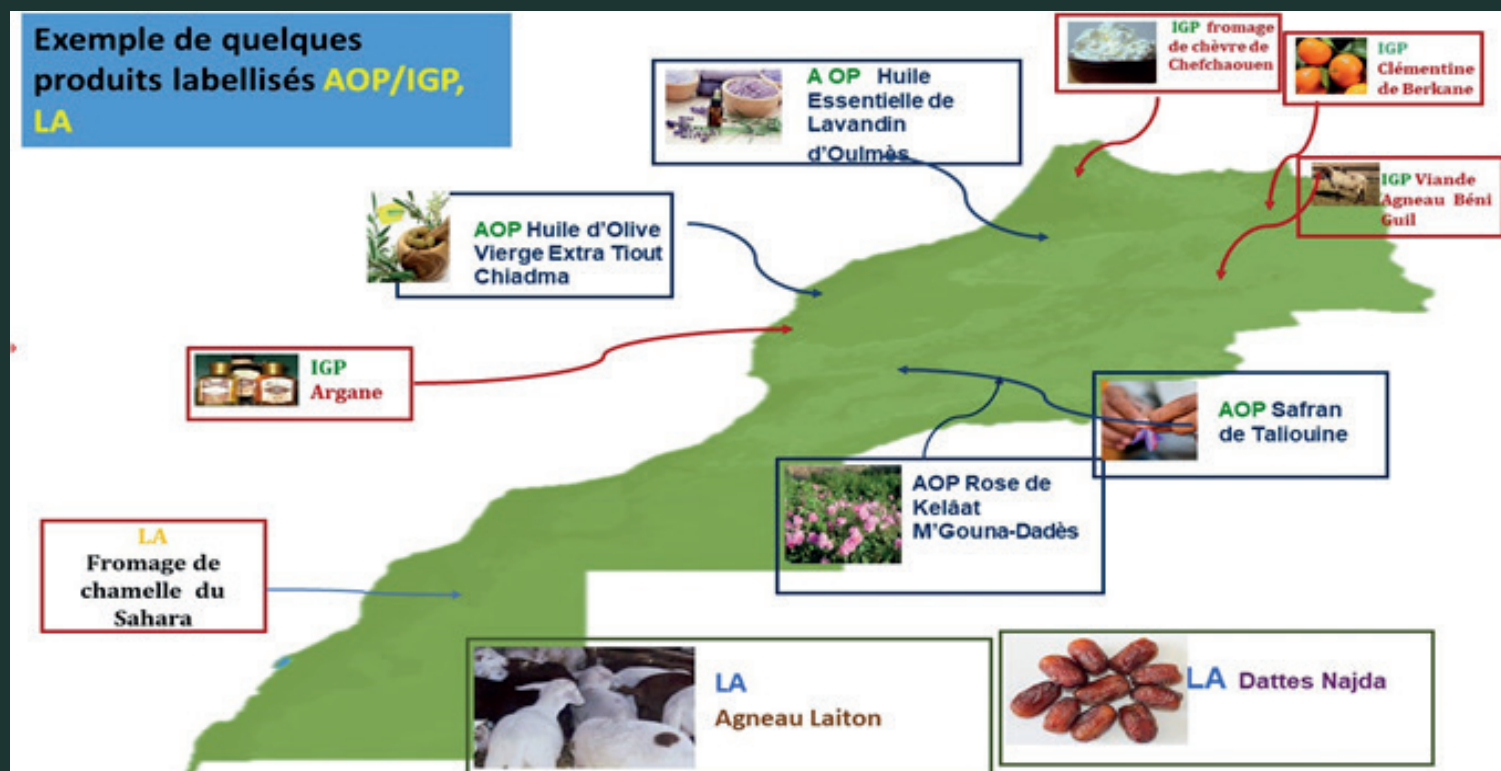 Exemple de quelques
produits labellisés AOP/IGP,
LA
IGP fromage
de chèvre de
Chefchaouen
IGP
Clémentine
de Berkane
A OP Huile
Essentielle de
Lavandin
d'Oulmès
IGP Viande
Agneau Béni
Guil
AOP Huile d'Olive
Vierge Extra Tiout
Chiadma
IGP
Argane
AOP Safran
de Taliouine
AOP Rose de
Kelâat
M'Gouna-Dadès
LA
Fromage de
chamelle du
Sahara
LA
Agneau Laiton
LA Dattes Najda